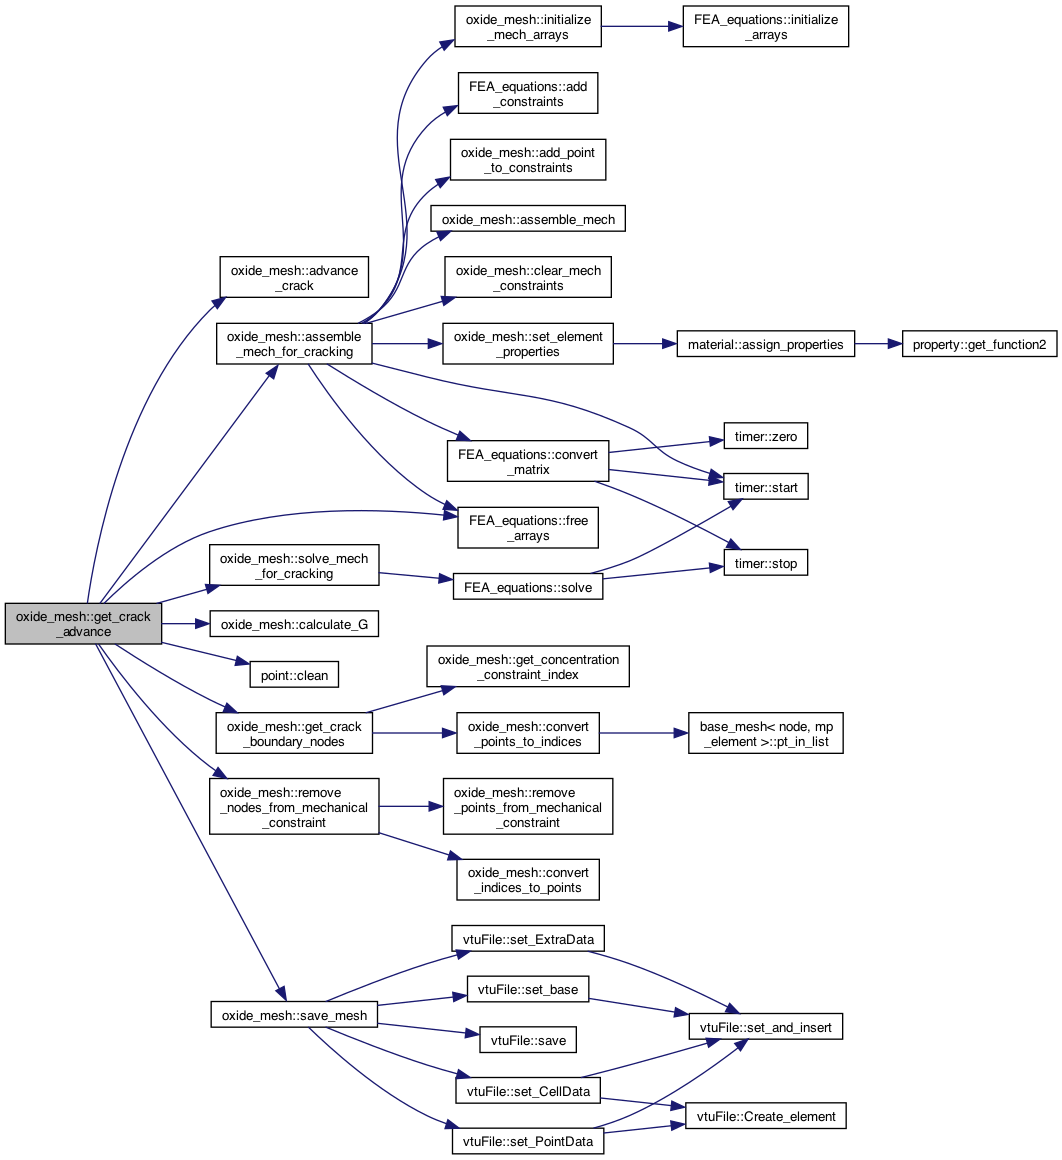 oxide_mesh::initialize
_mech_arrays
FEA_equations::initialize
_arrays
FEA_equations::add
_constraints
oxide_mesh::add_point
_to_constraints
oxide_mesh::assemble_mech
oxide_mesh::advance
_crack
oxide_mesh::clear_mech
_constraints
oxide_mesh::assemble
_mech_for_cracking
oxide_mesh::set_element
_properties
material::assign_properties
property::get_function2
FEA_equations::convert
_matrix
timer::zero
timer::start
FEA_equations::free
_arrays
timer::stop
oxide_mesh::solve_mech
_for_cracking
FEA_equations::solve
oxide_mesh::get_crack
_advance
oxide_mesh::calculate_G
point::clean
oxide_mesh::get_concentration
_constraint_index
oxide_mesh::get_crack
_boundary_nodes
oxide_mesh::convert
_points_to_indices
base_mesh< node, mp
_element >::pt_in_list
oxide_mesh::remove
_nodes_from_mechanical
_constraint
oxide_mesh::remove
_points_from_mechanical
_constraint
oxide_mesh::convert
_indices_to_points
vtuFile::set_ExtraData
vtuFile::set_base
oxide_mesh::save_mesh
vtuFile::set_and_insert
vtuFile::save
vtuFile::set_CellData
vtuFile::Create_element
vtuFile::set_PointData